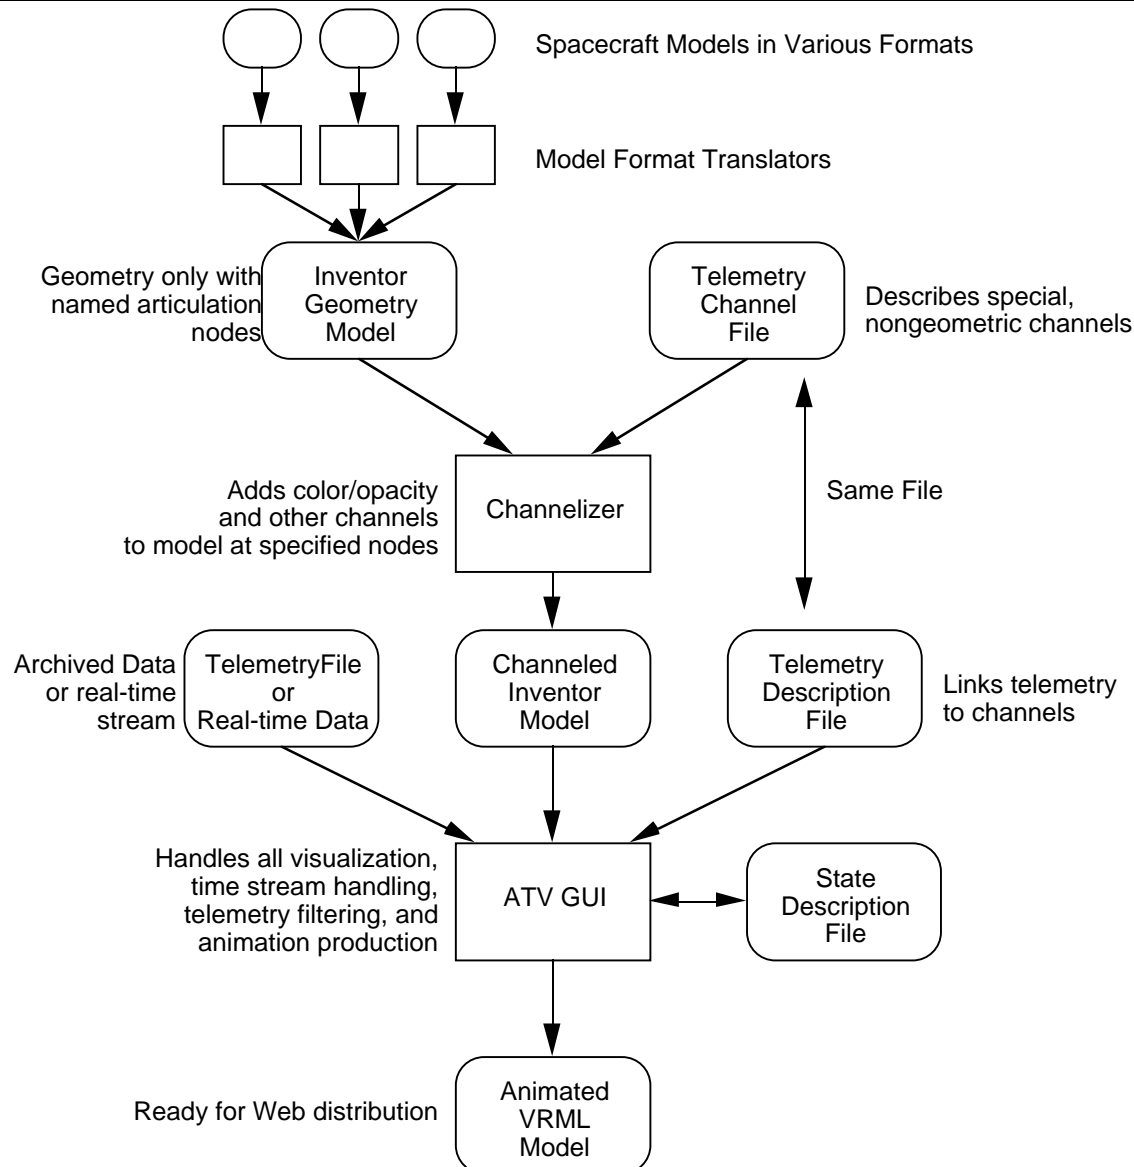 Spacecraft Models in Various Formats
Model Format Translators
Geometry only with
named articulation
nodes
Inventor
Geometry
Model
Telemetry
Channel
File
Describes special,
nongeometric channels
Adds color/opacity
and other channels
to model at specified nodes
Channelizer
Same File
Archived Data
or real-time
stream
TelemetryFile
or
Real-time Data
Channeled
Inventor
Model
Telemetry
Description
File
Links telemetry
to channels
Handles all visualization,
time stream handling,
telemetry filtering, and
animation production
ATV GUI
State
Description
File
Ready for Web distribution
Animated
VRML
Model